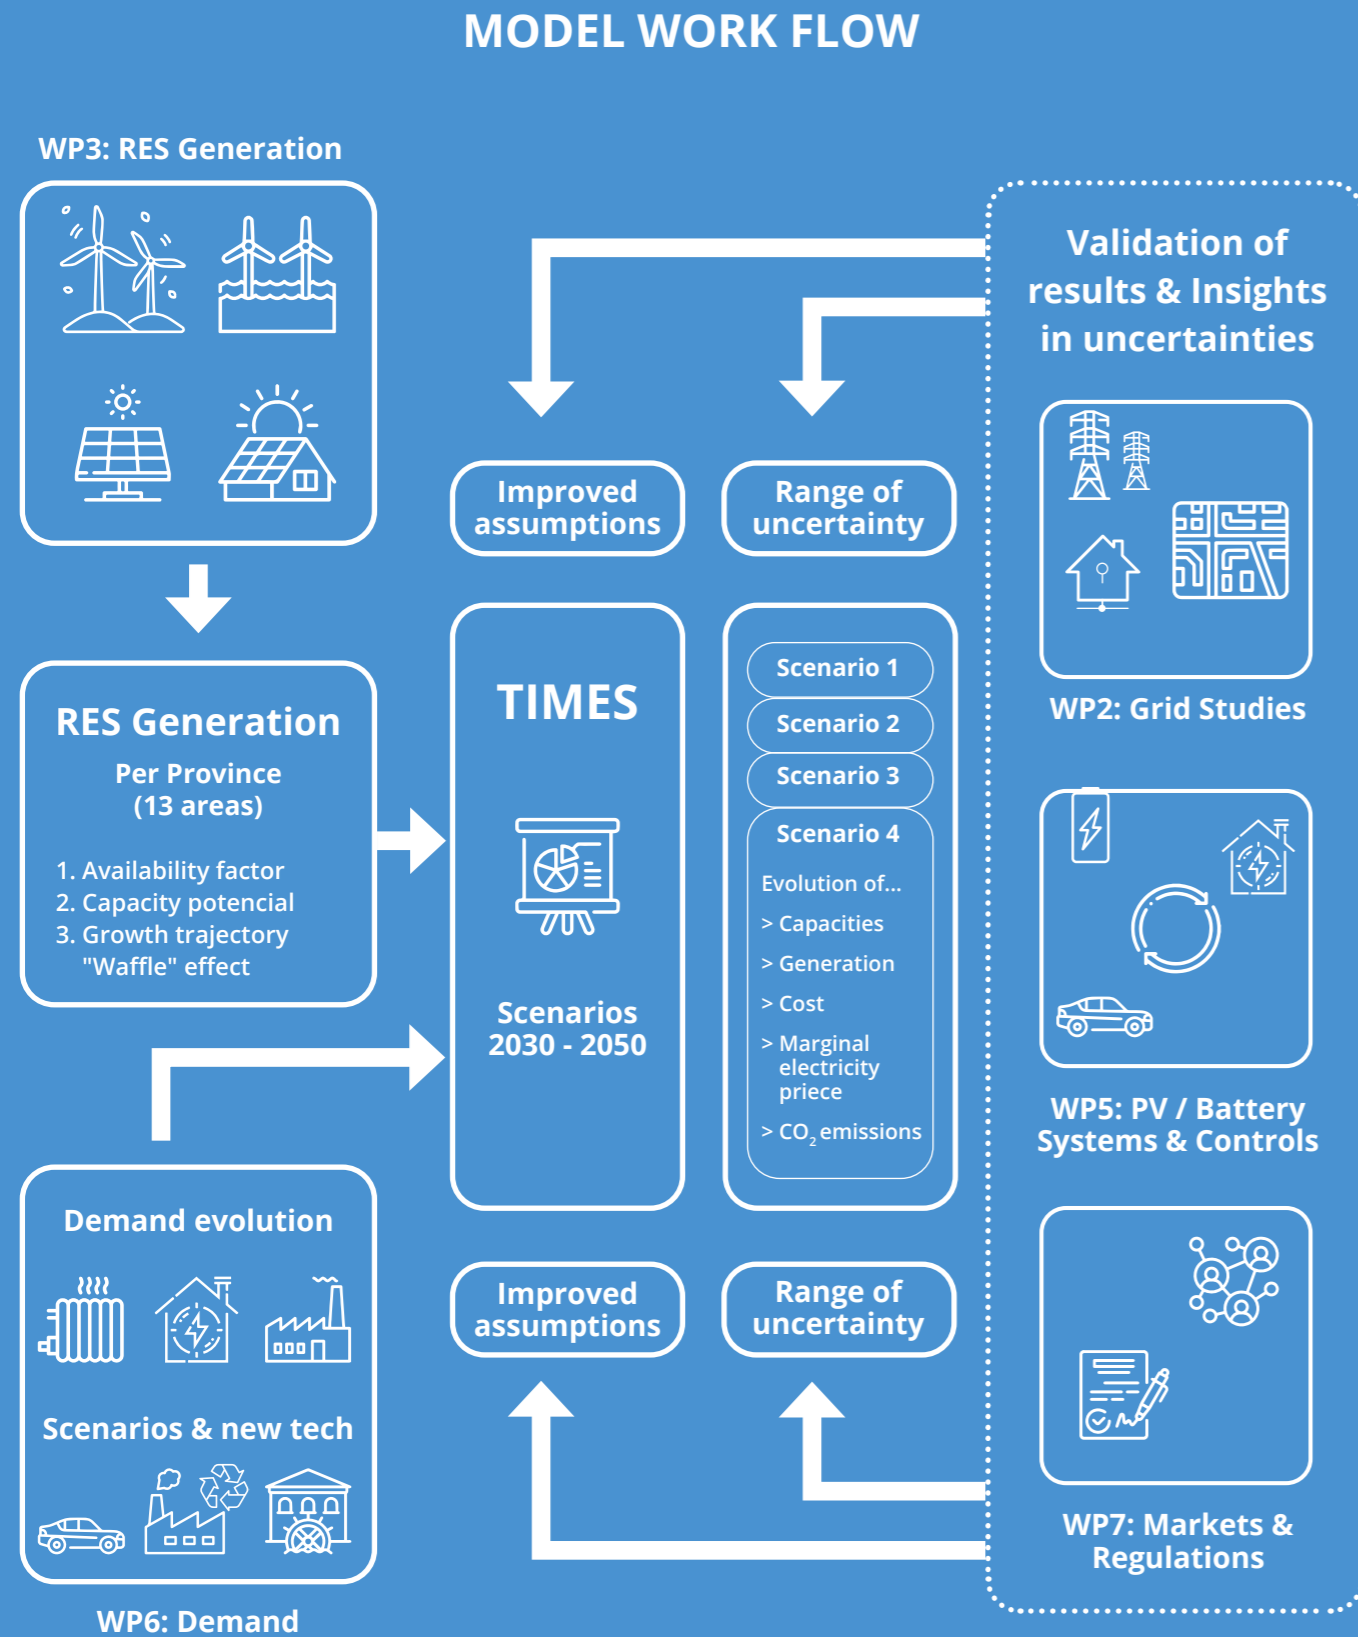 MODEL WORK FLOW
WP3: RES Generation
RES Generation
Per Province
(13 areas)
1. Availability factor
2. Capacity potencial
3. Growth trajectory
"Waffle" effect
Demand evolution
Scenarios & new tech
WP6: Demand
Improved
assumptions
TIMES
Scenarios
2030 - 2050
Improved
assumptions
Range of
uncertainty
Scenario 1
Scenario 2
Scenario 3
Scenario 4
Evolution of...
> Capacities
> Generation
> Cost
> Marginal
electricity
priece
> CO₂ emissions
Range of
uncertainty
Validation of
results & Insights
in uncertainties
WP2: Grid Studies
WP5: PV / Battery
Systems & Controls
WP7: Markets &
Regulations